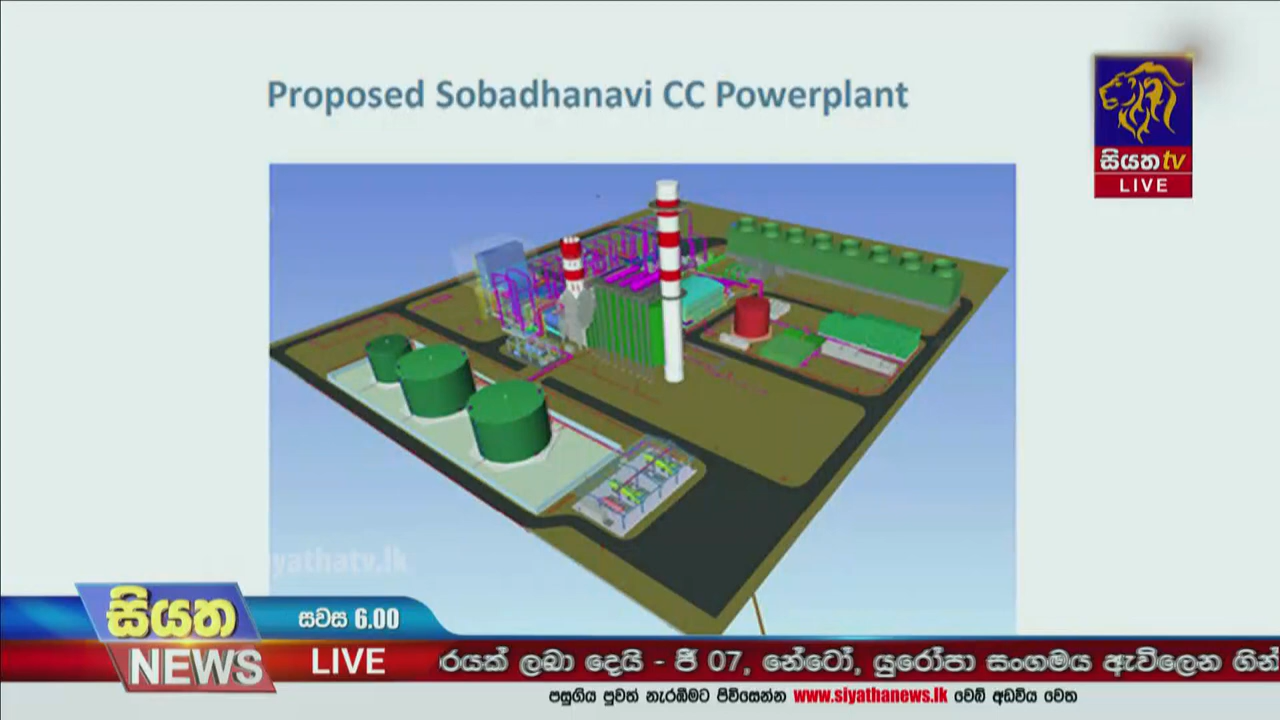 Proposed Sobadhanavi CC Powerplant
සියත tv
LIVE
yathatv.lk
සියත
NEWS
සවස 6.00
LIVE
රයක් ලබා දෙයි - ජී 07, නේටෝ, යුරෝපා සංගමය ඇවිලෙන ගින්
පසුගිය පුවත් නැරඹීමට පිවිසෙන්න www.siyathanews.lk වෙබ් අඩවිය වෙත